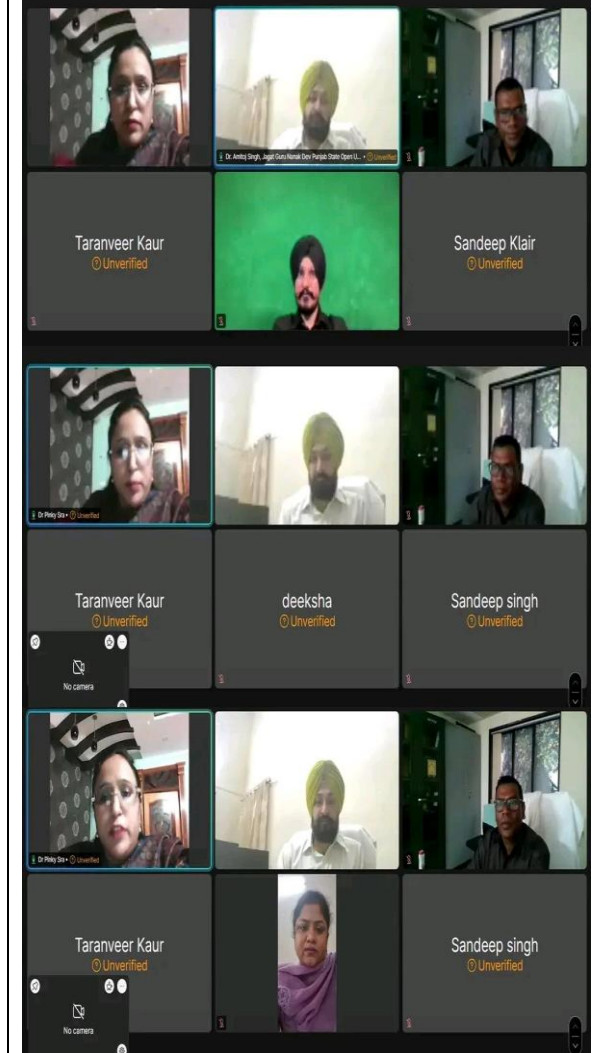 Dr. Amitoj Singh, Jagat Guru Nanak Dev Punjab State Open U... • Unverified
Taranveer Kaur
Unverified
Sandeep Klair
Unverified
Dr Pinky Sra • Unverified
Taranveer Kaur
Unverified
deeksha
Unverified
Sandeep singh
Unverified
No camera
Dr Pinky Sra • Unverified
Taranveer Kaur
Unverified
Sandeep singh
Unverified
No camera